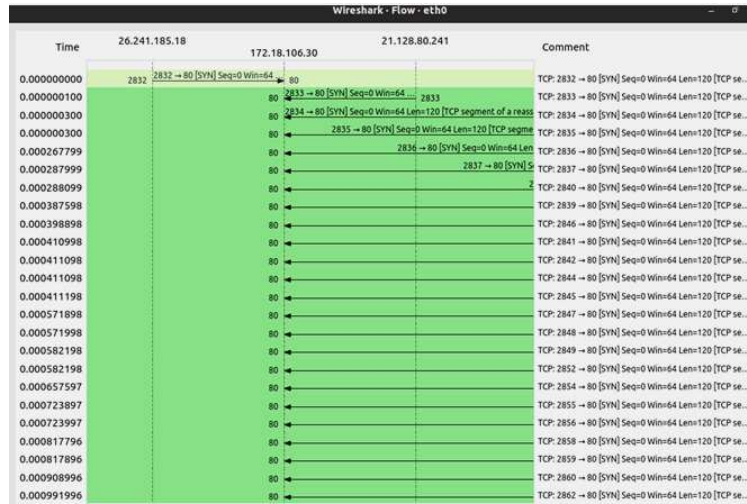 Wireshark · Flow · eth0
Time 26.241.185.18 172.18.106.30 21.128.80.241 Comment
0.000000000 2832 2832 → 80 [SYN] Seq=0 Win=64 ... 80 TCP: 2832 → 80 [SYN] Seq=0 Win=64 Len=120 [TCP se...
0.000000100 80 2833 → 80 [SYN] Seq=0 Win=64 ... 2833 TCP: 2833 → 80 [SYN] Seq=0 Win=64 Len=120 [TCP se...
0.000000300 80 2834 → 80 [SYN] Seq=0 Win=64 Len=120 [TCP segment of a reass TCP: 2834 → 80 [SYN] Seq=0 Win=64 Len=120 [TCP se...
0.000000300 80 2835 → 80 [SYN] Seq=0 Win=64 Len=120 [TCP segme TCP: 2835 → 80 [SYN] Seq=0 Win=64 Len=120 [TCP se...
0.000267799 80 2836 → 80 [SYN] Seq=0 Win=64 Len TCP: 2836 → 80 [SYN] Seq=0 Win=64 Len=120 [TCP se...
0.000287999 80 2837 → 80 [SYN] S TCP: 2837 → 80 [SYN] Seq=0 Win=64 Len=120 [TCP se...
0.000288099 80 2 TCP: 2840 → 80 [SYN] Seq=0 Win=64 Len=120 [TCP se...
0.000387598 80 TCP: 2839 → 80 [SYN] Seq=0 Win=64 Len=120 [TCP se...
0.000398898 80 TCP: 2846 → 80 [SYN] Seq=0 Win=64 Len=120 [TCP se...
0.000410998 80 TCP: 2841 → 80 [SYN] Seq=0 Win=64 Len=120 [TCP se...
0.000411098 80 TCP: 2842 → 80 [SYN] Seq=0 Win=64 Len=120 [TCP se...
0.000411098 80 TCP: 2844 → 80 [SYN] Seq=0 Win=64 Len=120 [TCP se...
0.000411198 80 TCP: 2845 → 80 [SYN] Seq=0 Win=64 Len=120 [TCP se...
0.000571898 80 TCP: 2847 → 80 [SYN] Seq=0 Win=64 Len=120 [TCP se...
0.000571998 80 TCP: 2848 → 80 [SYN] Seq=0 Win=64 Len=120 [TCP se...
0.000582198 80 TCP: 2849 → 80 [SYN] Seq=0 Win=64 Len=120 [TCP se...
0.000582198 80 TCP: 2852 → 80 [SYN] Seq=0 Win=64 Len=120 [TCP se...
0.000657597 80 TCP: 2854 → 80 [SYN] Seq=0 Win=64 Len=120 [TCP se...
0.000723897 80 TCP: 2855 → 80 [SYN] Seq=0 Win=64 Len=120 [TCP se...
0.000723997 80 TCP: 2856 → 80 [SYN] Seq=0 Win=64 Len=120 [TCP se...
0.000817796 80 TCP: 2858 → 80 [SYN] Seq=0 Win=64 Len=120 [TCP se...
0.000817896 80 TCP: 2859 → 80 [SYN] Seq=0 Win=64 Len=120 [TCP se...
0.000908996 80 TCP: 2860 → 80 [SYN] Seq=0 Win=64 Len=120 [TCP se...
0.000991996 80 TCP: 2862 → 80 [SYN] Seq=0 Win=64 Len=120 [TCP se...